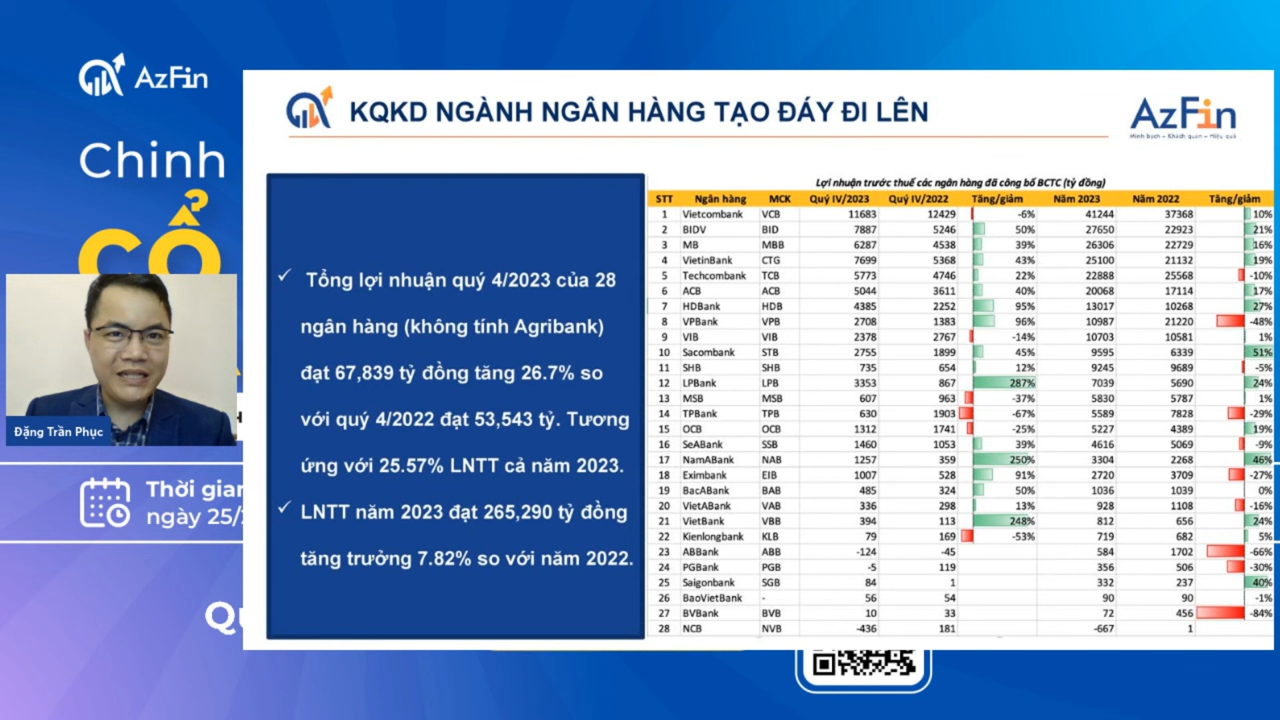 AzFin
Chinh
CỔ
KQKD NGÀNH NGÂN HÀNG TẠO ĐÁY ĐI LÊN
AzFin
Minh bạch – Khách quan – Hiệu quả
✓ Tổng lợi nhuận quý 4/2023 của 28
ngân hàng (không tính Agribank)
đạt 67,839 tỷ đồng tăng 26.7% so
với quý 4/2022 đạt 53,543 tỷ. Tương
ứng với 25.57% LNTT cả năm 2023.
✓ LNTT năm 2023 đạt 265,290 tỷ đồng
tăng trưởng 7.82% so với năm 2022.
Lợi nhuận trước thuế các ngân hàng đã công bố BCTC (tỷ đồng)
STT Ngân hàng MCK Quý IV/2023 Quý IV/2022 Tăng/giảm Năm 2023 Năm 2022 Tăng/giảm
1 Vietcombank VCB 11683 12429 -6% 41244 37368 10%
2 BIDV BID 7887 5246 50% 27650 22923 21%
3 MB MBB 6287 4538 39% 26306 22729 16%
4 VietinBank CTG 7699 5368 43% 25100 21132 19%
5 Techcombank TCB 5773 4746 22% 22888 25568 -10%
6 ACB ACB 5044 3611 40% 20068 17114 17%
7 HDBank HDB 4385 2252 95% 13017 10268 27%
8 VPBank VPB 2708 1383 96% 10987 21220 -48%
9 VIB VIB 2378 2767 -14% 10703 10581 1%
10 Sacombank STB 2755 1899 45% 9595 6339 51%
11 SHB SHB 735 654 12% 9245 9689 -5%
12 LPBank LPB 3353 867 287% 7039 5690 24%
13 MSB MSB 607 963 -37% 5830 5787 1%
14 TPBank TPB 630 1903 -67% 5589 7828 -29%
15 OCB OCB 1312 1741 -25% 5227 4389 19%
16 SeABank SSB 1460 1053 39% 4616 5069 -9%
17 NamABank NAB 1257 359 250% 3304 2268 46%
18 Eximbank EIB 1007 528 91% 2720 3709 -27%
19 BacABank BAB 485 324 50% 1036 1039 0%
20 VietABank VAB 336 298 13% 928 1108 -16%
21 VietBank VBB 394 113 248% 812 656 24%
22 Kienlongbank KLB 79 169 -53% 719 682 5%
23 ABBank ABB -124 -45 584 1702 -66%
24 PGBank PGB -5 119 356 506 -30%
25 Saigonbank SGB 84 1 332 237 40%
26 BaoVietBank - 56 54 90 90 -1%
27 BVBank BVB 10 33 72 456 -84%
28 NCB NVB -436 181 -667 1
Đặng Trần Phục
Thời gian
ngày 25/